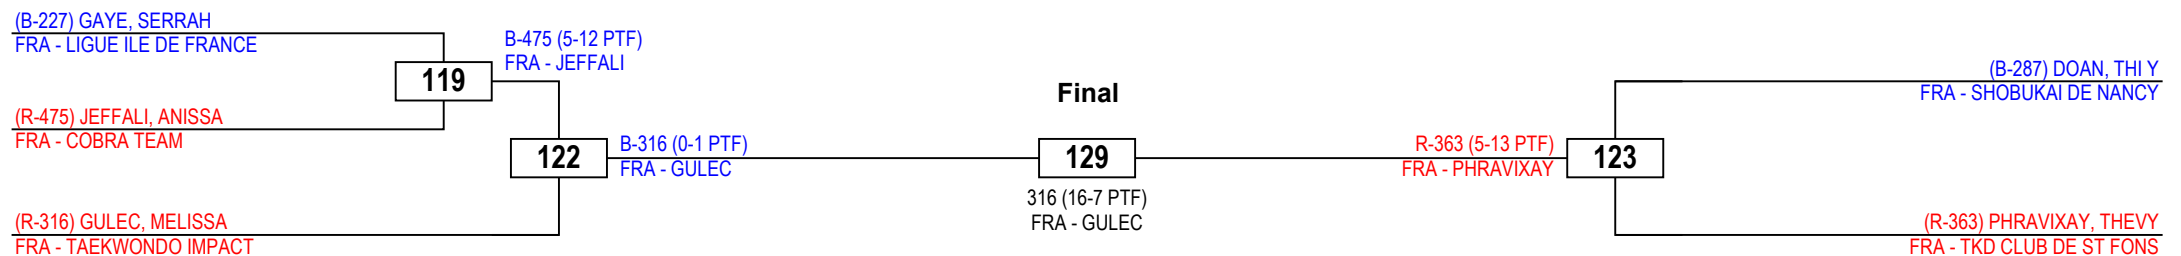 (B-227) GAYE, SERRAH
FRA - LIGUE ILE DE FRANCE
B-475 (5-12 PTF)
FRA - JEFFALI
119
(R-475) JEFFALI, ANISSA
FRA - COBRA TEAM
122
B-316 (0-1 PTF)
FRA - GULEC
(R-316) GULEC, MELISSA
FRA - TAEKWONDO IMPACT
Final
129
316 (16-7 PTF)
FRA - GULEC
R-363 (5-13 PTF)
FRA - PHRAVIXAY
123
(B-287) DOAN, THI Y
FRA - SHOBUKAI DE NANCY
(R-363) PHRAVIXAY, THEVY
FRA - TKD CLUB DE ST FONS